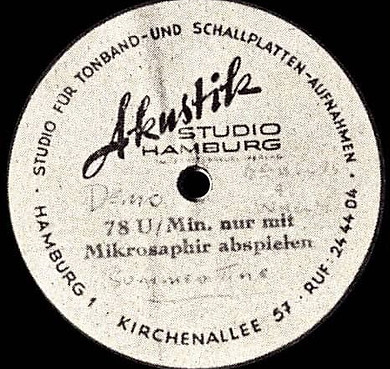 STUDIO FÜR TONBAND-UND SCHALLPLATTEN-AUFNAHMEN
Akustik
STUDIO
HAMBURG
Demo
78 U/Min. nur mit
Mikrosaphir abspielen
HAMBURG 1 · KIRCHENALLEE 57 · RUF: 24 44 04